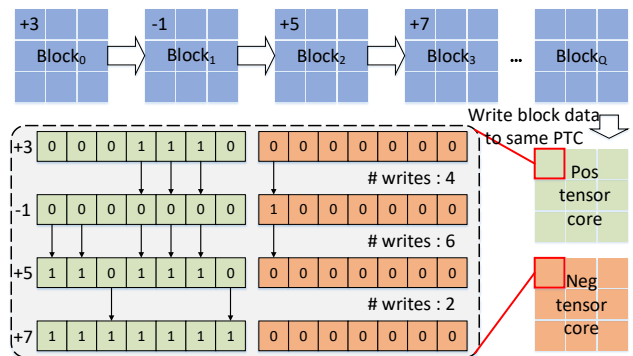 +3 -1 +5 +7
Block0 Block1 Block2 Block3 ... BlockQ
Write block data
to same PTC
+3 0 0 0 1 1 1 0 0 0 0 0 0 0 0
# writes : 4
-1 0 0 0 0 0 0 0 1 0 0 0 0 0 0
# writes : 6
+5 1 1 0 1 1 1 0 0 0 0 0 0 0 0
# writes : 2
+7 1 1 1 1 1 1 1 0 0 0 0 0 0 0
Pos
tensor
core
Neg
tensor
core